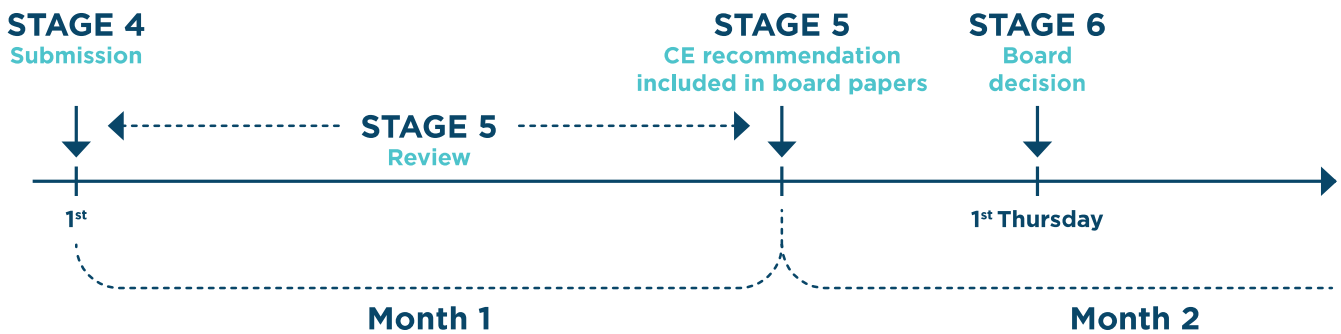 STAGE 4
Submission
STAGE 5
CE recommendation
included in board papers
STAGE 6
Board
decision
STAGE 5
Review
1st
1st Thursday
Month 1
Month 2